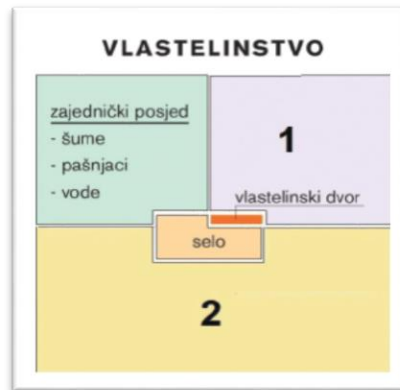 VLASTELINSTVO
zajednički posjed
- šume
- pašnjaci
- vode
1
vlastelinski dvor
selo
2